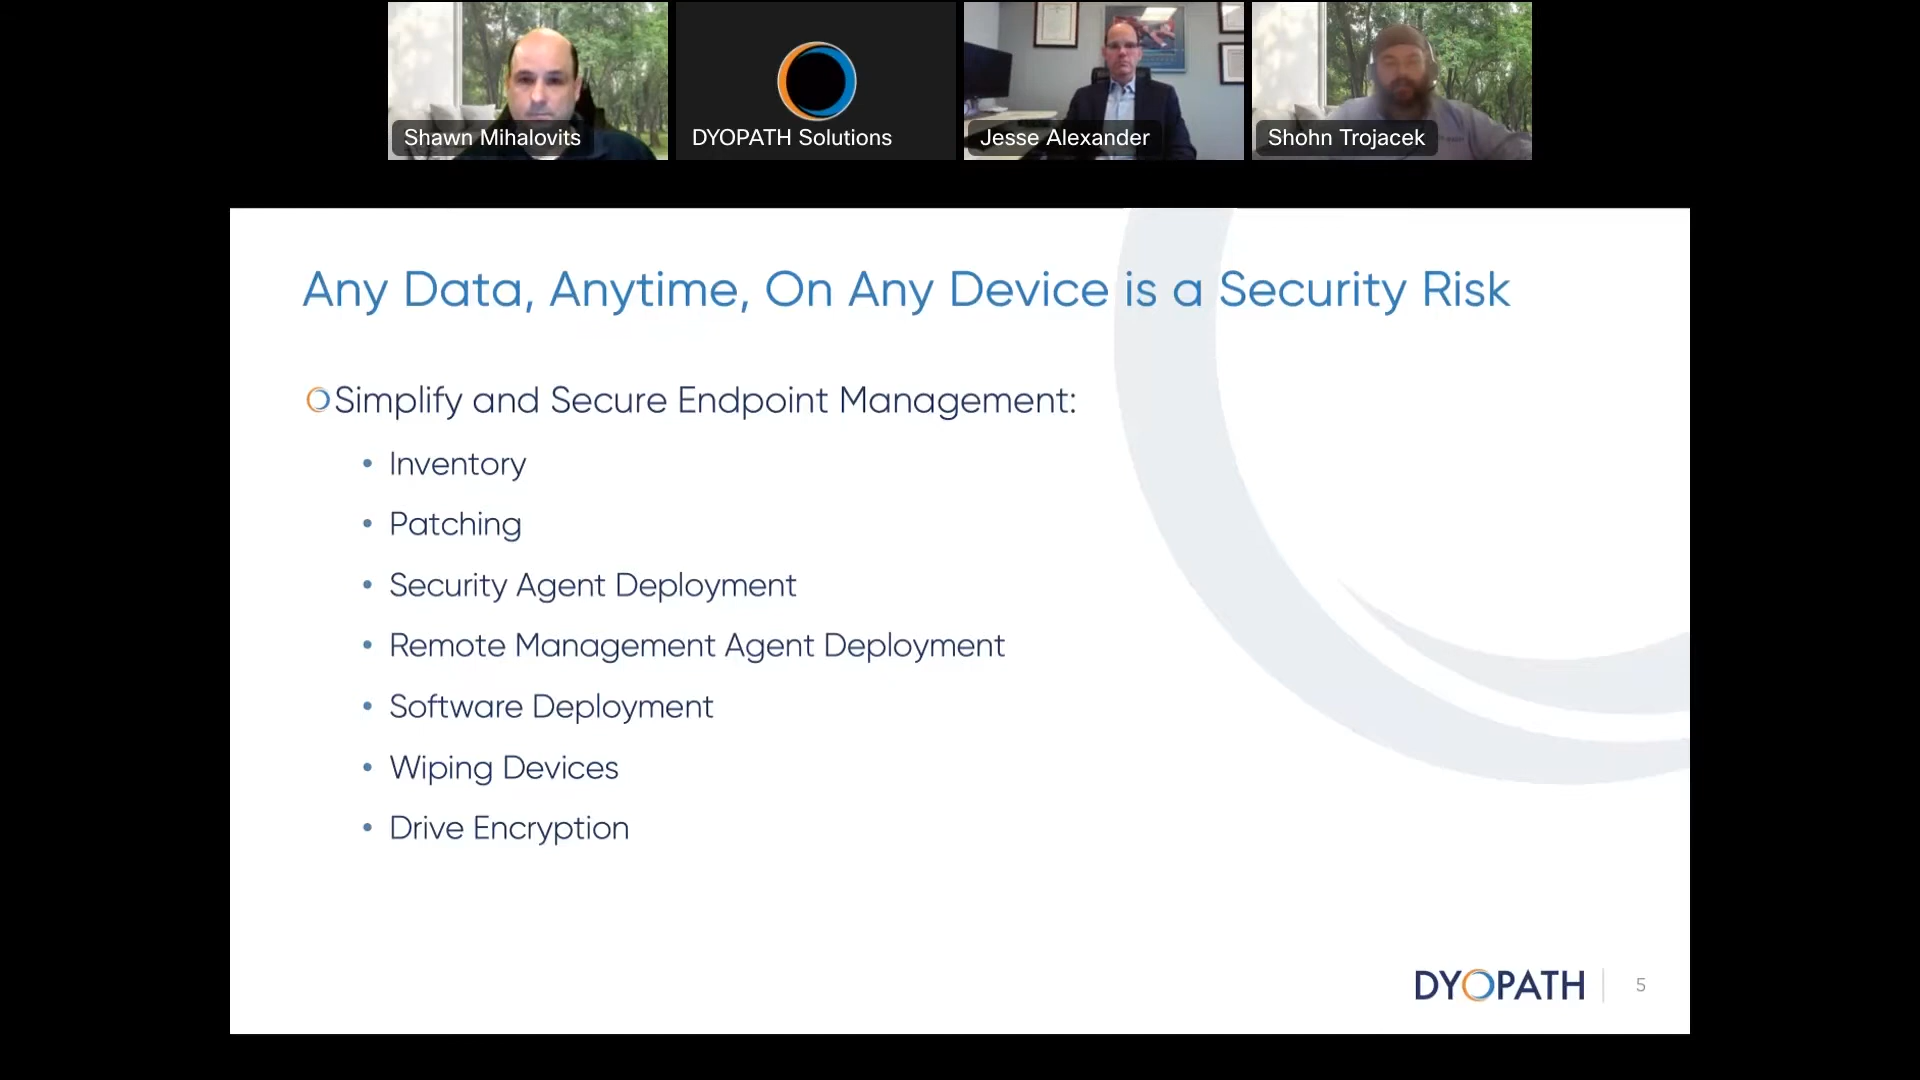 Shawn Mihalovits
DYOPATH Solutions
Jesse Alexander
Shohn Trojacek
Any Data, Anytime, On Any Device is a Security Risk
Simplify and Secure Endpoint Management:
• Inventory
• Patching
• Security Agent Deployment
• Remote Management Agent Deployment
• Software Deployment
• Wiping Devices
• Drive Encryption
DYOPATH
5